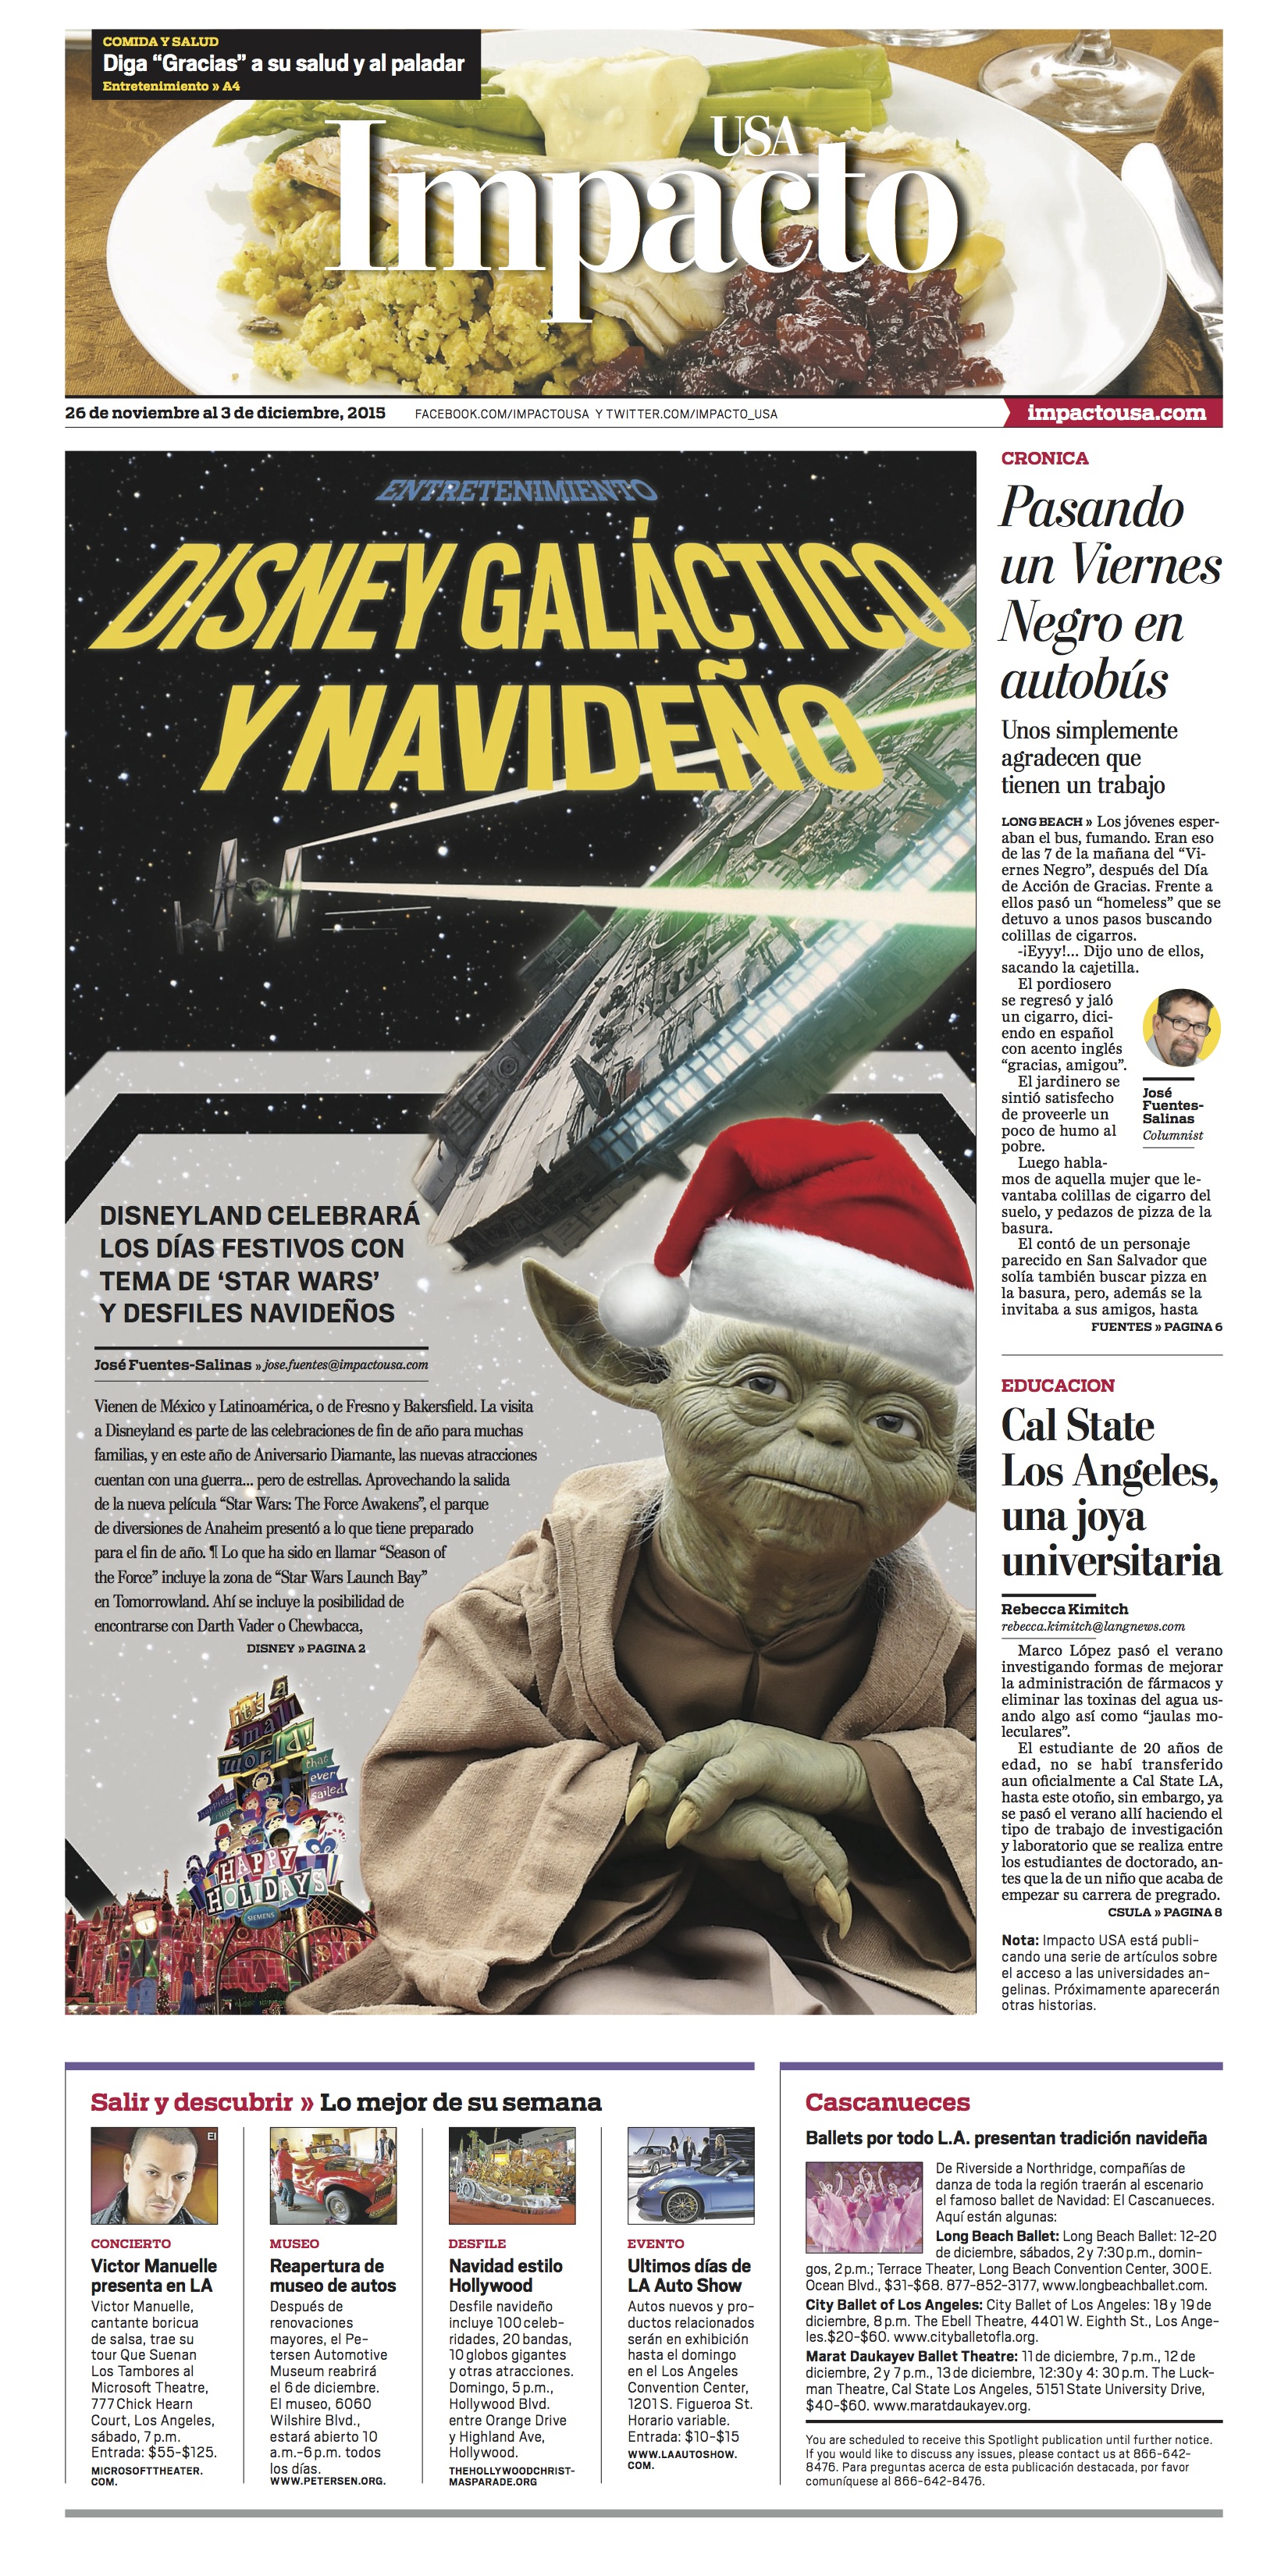 COMIDA Y SALUD
Diga “Gracias” a su salud y al paladar
Entretenimiento » A4
USA
Impacto
26 de noviembre al 3 de diciembre, 2015
FACEBOOK.COM/IMPACTOUSA Y TWITTER.COM/IMPACTO_USA
impactousa.com
ENTRETENIMIENTO
DISNEY GALÁCTICO
Y NAVIDEÑO
DISNEYLAND CELEBRARÁ
LOS DÍAS FESTIVOS CON
TEMA DE ‘STAR WARS’
Y DESFILES NAVIDEÑOS
José Fuentes-Salinas » jose.fuentes@impactousa.com
Vienen de México y Latinoamérica, o de Fresno y Bakersfield. La visita
a Disneyland es parte de las celebraciones de fin de año para muchas
familias, y en este año de Aniversario Diamante, las nuevas atracciones
cuentan con una guerra... pero de estrellas. Aprovechando la salida
de la nueva película “Star Wars: The Force Awakens”, el parque
de diversiones de Anaheim presentó a lo que tiene preparado
para el fin de año. ¶ Lo que ha sido en llamar “Season of
the Force” incluye la zona de “Star Wars Launch Bay”
en Tomorrowland. Ahí se incluye la posibilidad de
encontrarse con Darth Vader o Chewbacca,
DISNEY » PAGINA 2
it's a
small
world!
that
ever
sailed
happiest
cruise
HAPPY
HOLIDAYS
SIEMENS
CRONICA
Pasando
un Viernes
Negro en
autobús
Unos simplemente
agradecen que
tienen un trabajo
LONG BEACH » Los jóvenes esper-
aban el bus, fumando. Eran eso
de las 7 de la mañana del “Vi-
ernes Negro”, después del Día
de Acción de Gracias. Frente a
ellos pasó un “homeless” que se
detuvo a unos pasos buscando
colillas de cigarros.
-¡Eyyy!... Dijo uno de ellos,
sacando la cajetilla.
El pordiosero
se regresó y jaló
un cigarro, dici-
endo en español
con acento inglés
“gracias, amigou”.
El jardinero se
sintió satisfecho
de proveerle un
poco de humo al
pobre.
José
Fuentes-
Salinas
Columnist
Luego habla-
mos de aquella mujer que le-
vantaba colillas de cigarro del
suelo, y pedazos de pizza de la
basura.
El contó de un personaje
parecido en San Salvador que
solía también buscar pizza en
la basura, pero, además se la
invitaba a sus amigos, hasta
FUENTES » PAGINA 6
EDUCACION
Cal State
Los Angeles,
una joya
universitaria
Rebecca Kimitch
rebecca.kimitch@langnews.com
Marco López pasó el verano
investigando formas de mejorar
la administración de fármacos y
eliminar las toxinas del agua us-
ando algo así como “jaulas mo-
leculares”.
El estudiante de 20 años de
edad, no se habí transferido
aun oficialmente a Cal State LA,
hasta este otoño, sin embargo, ya
se pasó el verano allí haciendo el
tipo de trabajo de investigación
y laboratorio que se realiza entre
los estudiantes de doctorado, an-
tes que la de un niño que acaba de
empezar su carrera de pregrado.
CSULA » PAGINA 8
Nota: Impacto USA está publi-
cando una serie de artículos sobre
el acceso a las universidades an-
gelinas. Próximamente aparecerán
otras historias.
Salir y descubrir » Lo mejor de su semana
CONCIERTO
Victor Manuelle
presenta en LA
Victor Manuelle,
cantante boricua
de salsa, trae su
tour Que Suenan
Los Tambores al
Microsoft Theatre,
777 Chick Hearn
Court, Los Angeles,
sábado, 7 p.m.
Entrada: $55-$125.
MICROSOFTTHEATER.
COM.
MUSEO
Reapertura de
museo de autos
Después de
renovaciones
mayores, el Pe-
tersen Automotive
Museum reabrirá
el 6 de diciembre.
El museo, 6060
Wilshire Blvd.,
estará abierto 10
a.m.-6 p.m. todos
los días.
WWW.PETERSEN.ORG.
DESFILE
Navidad estilo
Hollywood
Desfile navideño
incluye 100 celeb-
ridades, 20 bandas,
10 globos gigantes
y otras atracciones.
Domingo, 5 p.m.,
Hollywood Blvd.
entre Orange Drive
y Highland Ave,
Hollywood.
THEHOLLYWOODCHRIST-
MASPARADE.ORG
EVENTO
Ultimos días de
LA Auto Show
Autos nuevos y pro-
ductos relacionados
serán en exhibición
hasta el domingo
en el Los Angeles
Convention Center,
1201 S. Figueroa St.
Horario variable.
Entrada: $10-$15
WWW.LAAUTOSHOW.
COM.
Cascanueces
Ballets por todo L.A. presentan tradición navideña
De Riverside a Northridge, compañías de
danza de toda la región traerán al escenario
el famoso ballet de Navidad: El Cascanueces.
Aquí están algunas:
Long Beach Ballet: Long Beach Ballet: 12-20
de diciembre, sábados, 2 y 7:30 p.m., domin-
gos, 2 p.m.; Terrace Theater, Long Beach Convention Center, 300 E.
Ocean Blvd., $31-$68. 877-852-3177, www.longbeachballet.com.
City Ballet of Los Angeles: City Ballet of Los Angeles: 18 y 19 de
diciembre, 8 p.m. The Ebell Theatre, 4401 W. Eighth St., Los Ange-
les.$20-$60. www.cityballetofla.org.
Marat Daukayev Ballet Theatre: 11 de diciembre, 7 p.m., 12 de
diciembre, 2 y 7 p.m., 13 de diciembre, 12:30 y 4: 30 p.m. The Luck-
man Theatre, Cal State Los Angeles, 5151 State University Drive,
$40-$60. www.maratdaukayev.org.
You are scheduled to receive this Spotlight publication until further notice.
If you would like to discuss any issues, please contact us at 866-642-
8476. Para preguntas acerca de esta publicación destacada, por favor
comuníquese al 866-642-8476.